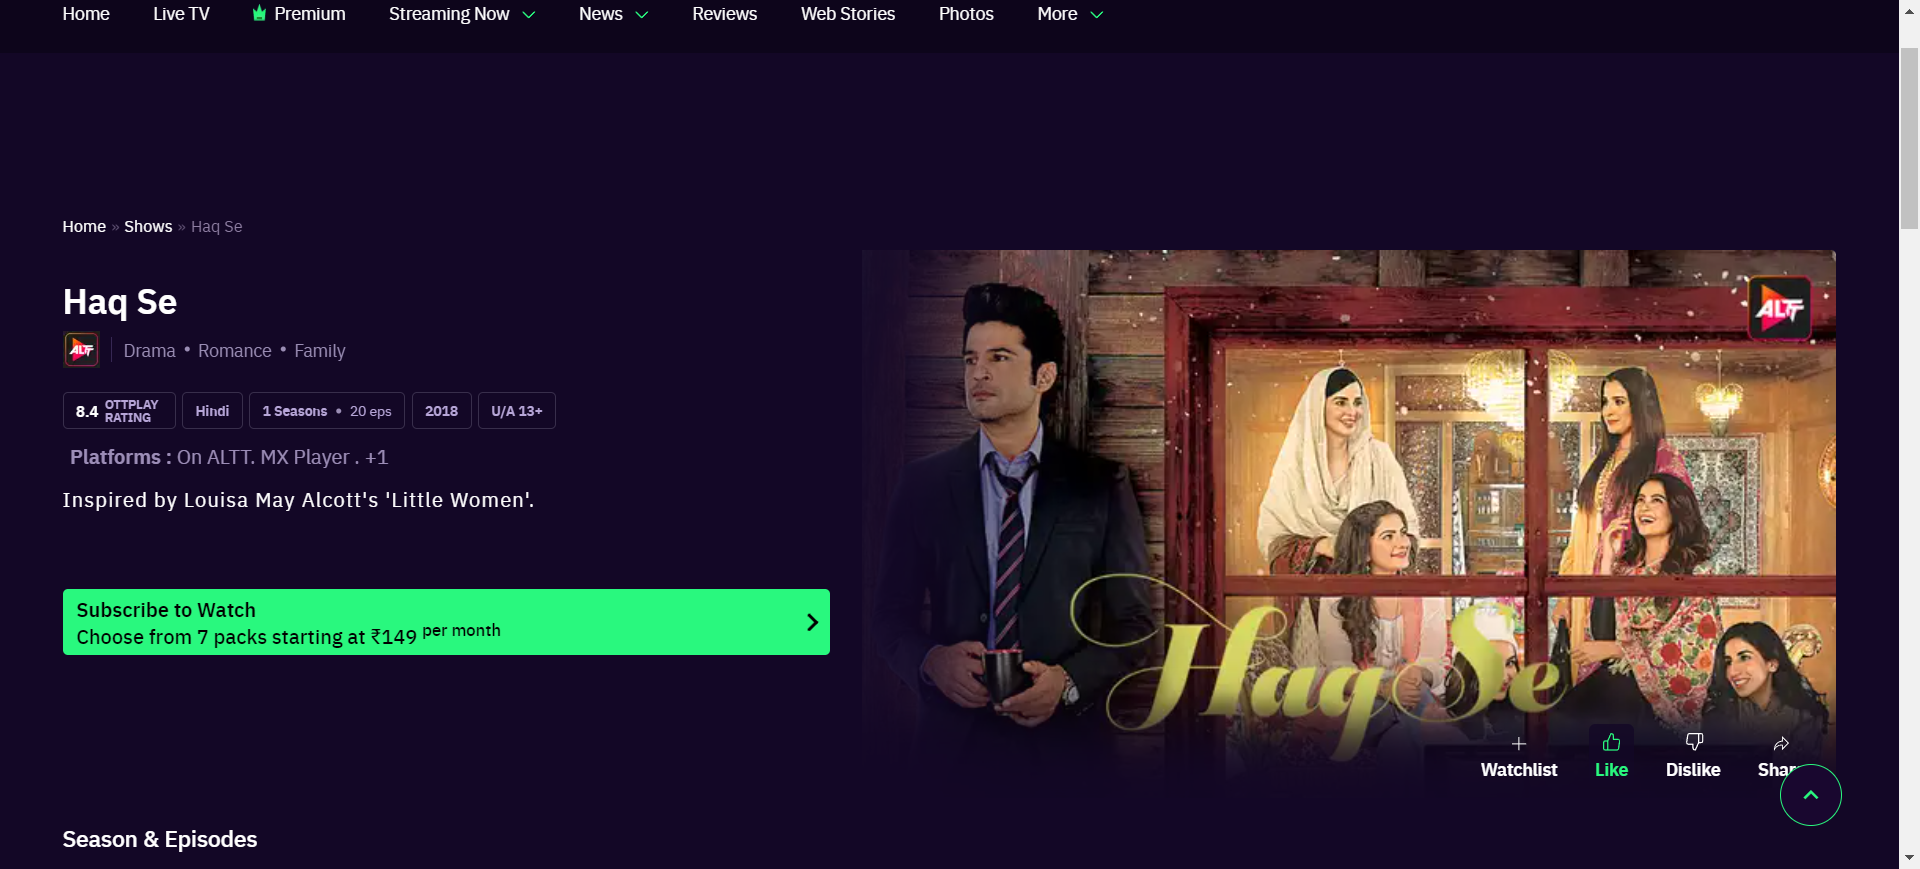 Home Live TV Premium Streaming Now News Reviews Web Stories Photos More
Home » Shows » Haq Se
Haq Se
ALTT Drama • Romance • Family
8.4 OTTPLAY RATING Hindi 1 Seasons • 20 eps 2018 U/A 13+
Platforms : On ALTT. MX Player . +1
Inspired by Louisa May Alcott's 'Little Women'.
Subscribe to Watch
Choose from 7 packs starting at ₹149 per month
ALTT
Haq Se
Watchlist Like Dislike Shar
Season & Episodes